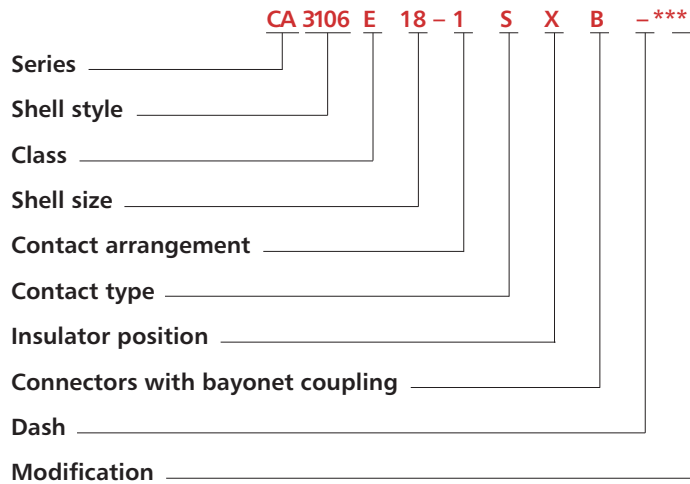 CA 3106 E 18 – 1 S X B – ***
Series
Shell style
Class
Shell size
Contact arrangement
Contact type
Insulator position
Connectors with bayonet coupling
Dash
Modification